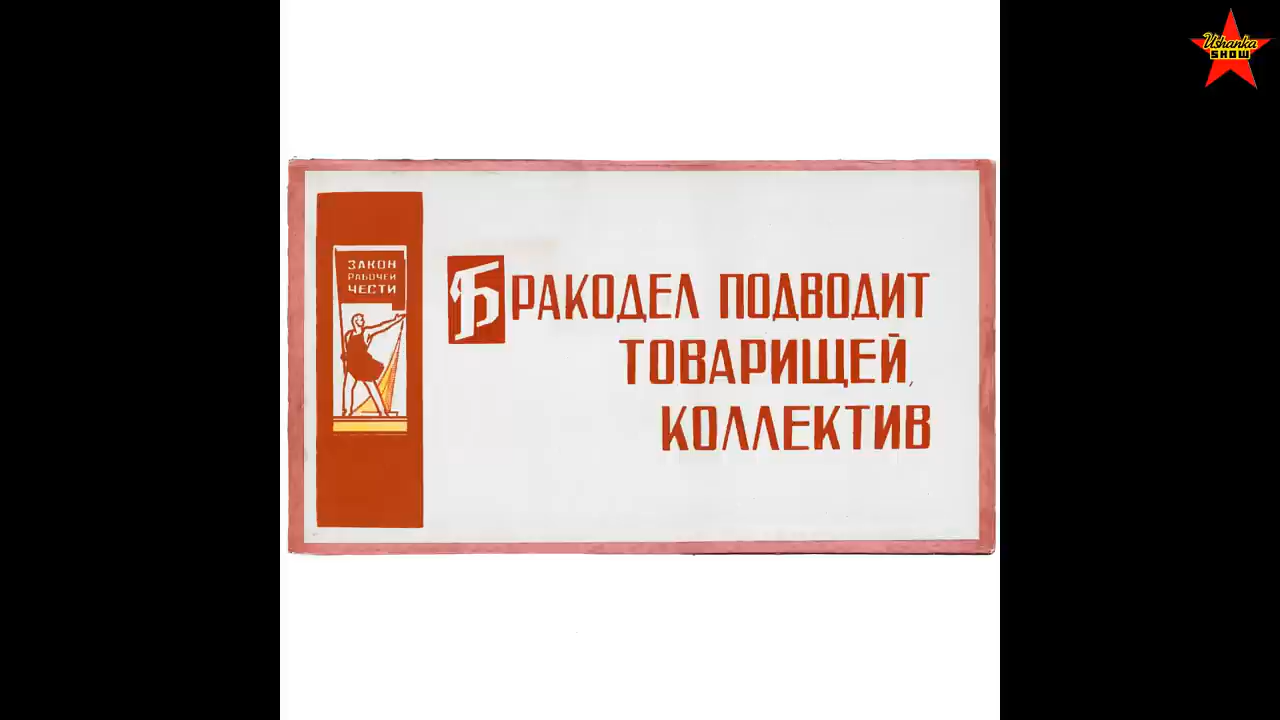 Ushanka
SHOW
ЗАКОН
РАБОЧЕЙ
ЧЕСТИ
БРАКОДЕЛ ПОДВОДИТ
ТОВАРИЩЕЙ,
КОЛЛЕКТИВ